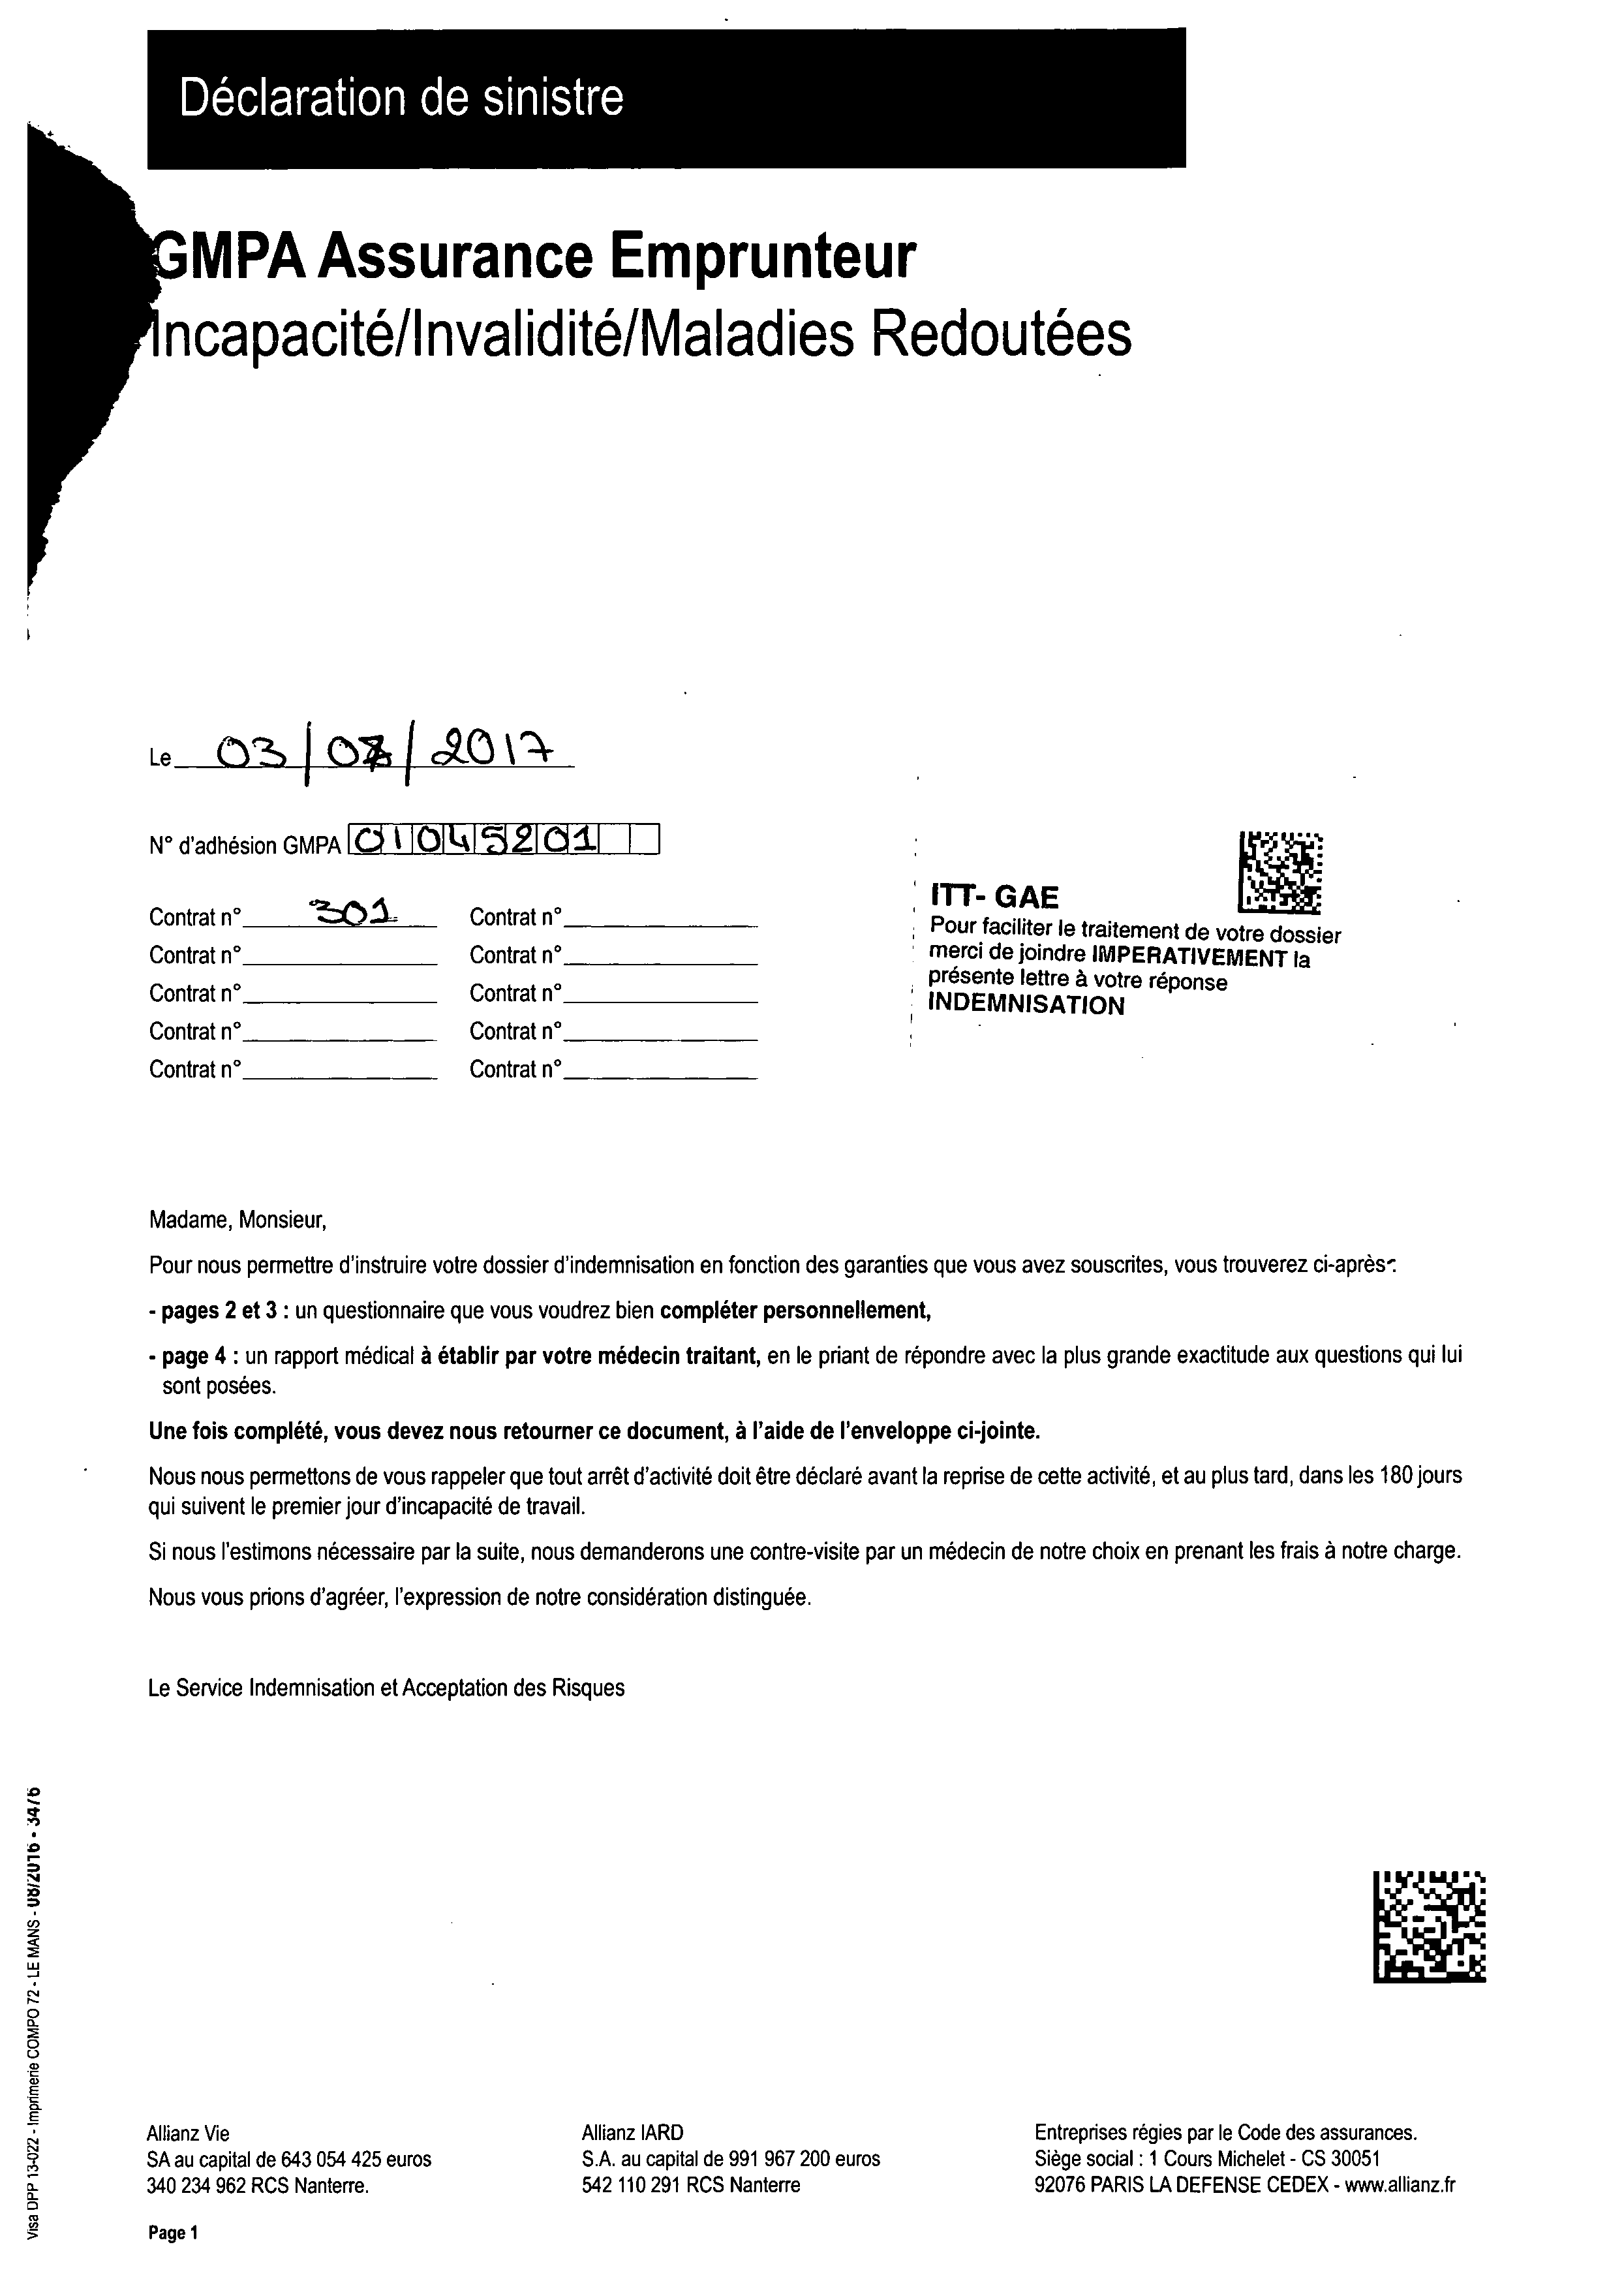 Déclaration de sinistre
GMPA Assurance Emprunteur
Incapacité/Invalidité/Maladies Redoutées
Le 03/ /2017
N° d'adhésion GMPA 01045201
Contrat n° 301 Contrat n°
Contrat n° Contrat n°
Contrat n° Contrat n°
Contrat n° Contrat n°
Contrat n° Contrat n°
ITT- GAE
Pour faciliter le traitement de votre dossier
merci de joindre IMPERATIVEMENT la
présente lettre à votre réponse
INDEMNISATION
Madame, Monsieur,
Pour nous permettre d'instruire votre dossier d'indemnisation en fonction des garanties que vous avez souscrites, vous trouverez ci-après :
- pages 2 et 3 : un questionnaire que vous voudrez bien compléter personnellement,
- page 4 : un rapport médical à établir par votre médecin traitant, en le priant de répondre avec la plus grande exactitude aux questions qui lui
sont posées.
Une fois complété, vous devez nous retourner ce document, à l'aide de l'enveloppe ci-jointe.
Nous nous permettons de vous rappeler que tout arrêt d'activité doit être déclaré avant la reprise de cette activité, et au plus tard, dans les 180 jours
qui suivent le premier jour d'incapacité de travail.
Si nous l'estimons nécessaire par la suite, nous demanderons une contre-visite par un médecin de notre choix en prenant les frais à notre charge.
Nous vous prions d'agréer, l'expression de notre considération distinguée.
Le Service Indemnisation et Acceptation des Risques
Visa DPP 13-022 - Imprimerie COMPO 72 - LE MANS - 08/2016 - 3476
Allianz Vie
SA au capital de 643 054 425 euros
340 234 962 RCS Nanterre.
Allianz IARD
S.A. au capital de 991 967 200 euros
542 110 291 RCS Nanterre
Entreprises régies par le Code des assurances.
Siège social : 1 Cours Michelet - CS 30051
92076 PARIS LA DEFENSE CEDEX - www.allianz.fr
Page 1